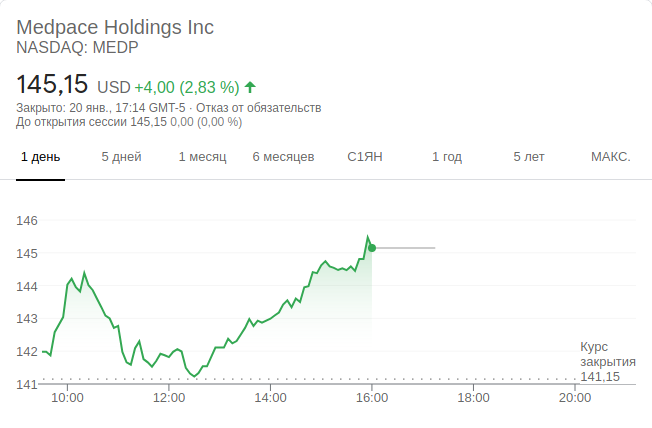 Medpace Holdings Inc
NASDAQ: MEDP
145,15 USD +4,00 (2,83 %)
Закрыто: 20 янв., 17:14 GMT-5 · Отказ от обязательств
До открытия сессии 145,15 0,00 (0,00 %)
1 день 5 дней 1 месяц 6 месяцев С1ЯН 1 год 5 лет МАКС.
146
145
144
143
142
141
Курс
закрытия
141,15
10:00 12:00 14:00 16:00 18:00 20:00